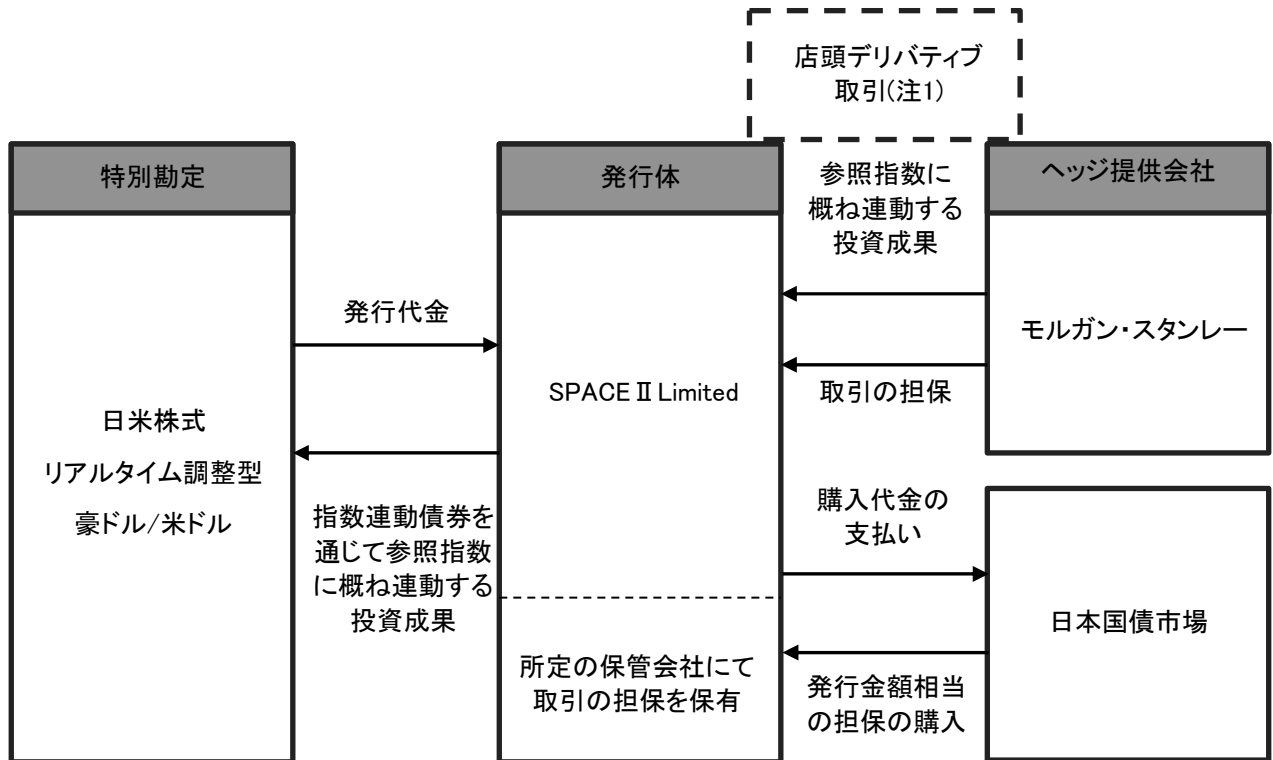 店頭デリバティブ
取引(注1)
特別勘定
発行体
ヘッジ提供会社
参照指数に
概ね連動する
投資成果
発行代金
モルガン・スタンレー
取引の担保
SPACEⅡLimited
日米株式
リアルタイム調整型
豪ドル/米ドル
指数連動債券を
通じて参照指数
に概ね連動する
投資成果
購入代金の
支払い
日本国債市場
所定の保管会社にて
取引の担保を保有
発行金額相当
の担保の購入